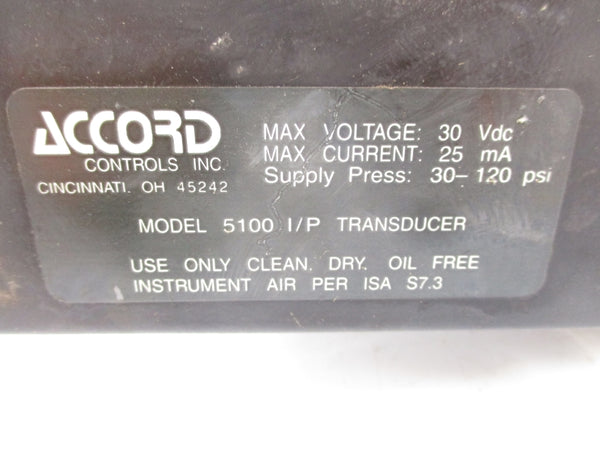 ACCORD
CONTROLS INC.
CINCINNATI, OH 45242
MAX VOLTAGE: 30 Vdc
MAX CURRENT: 25 mA
Supply Press: 30-120 psi
MODEL 5100 I/P TRANSDUCER
USE ONLY CLEAN, DRY, OIL FREE
INSTRUMENT AIR PER ISA S7.3